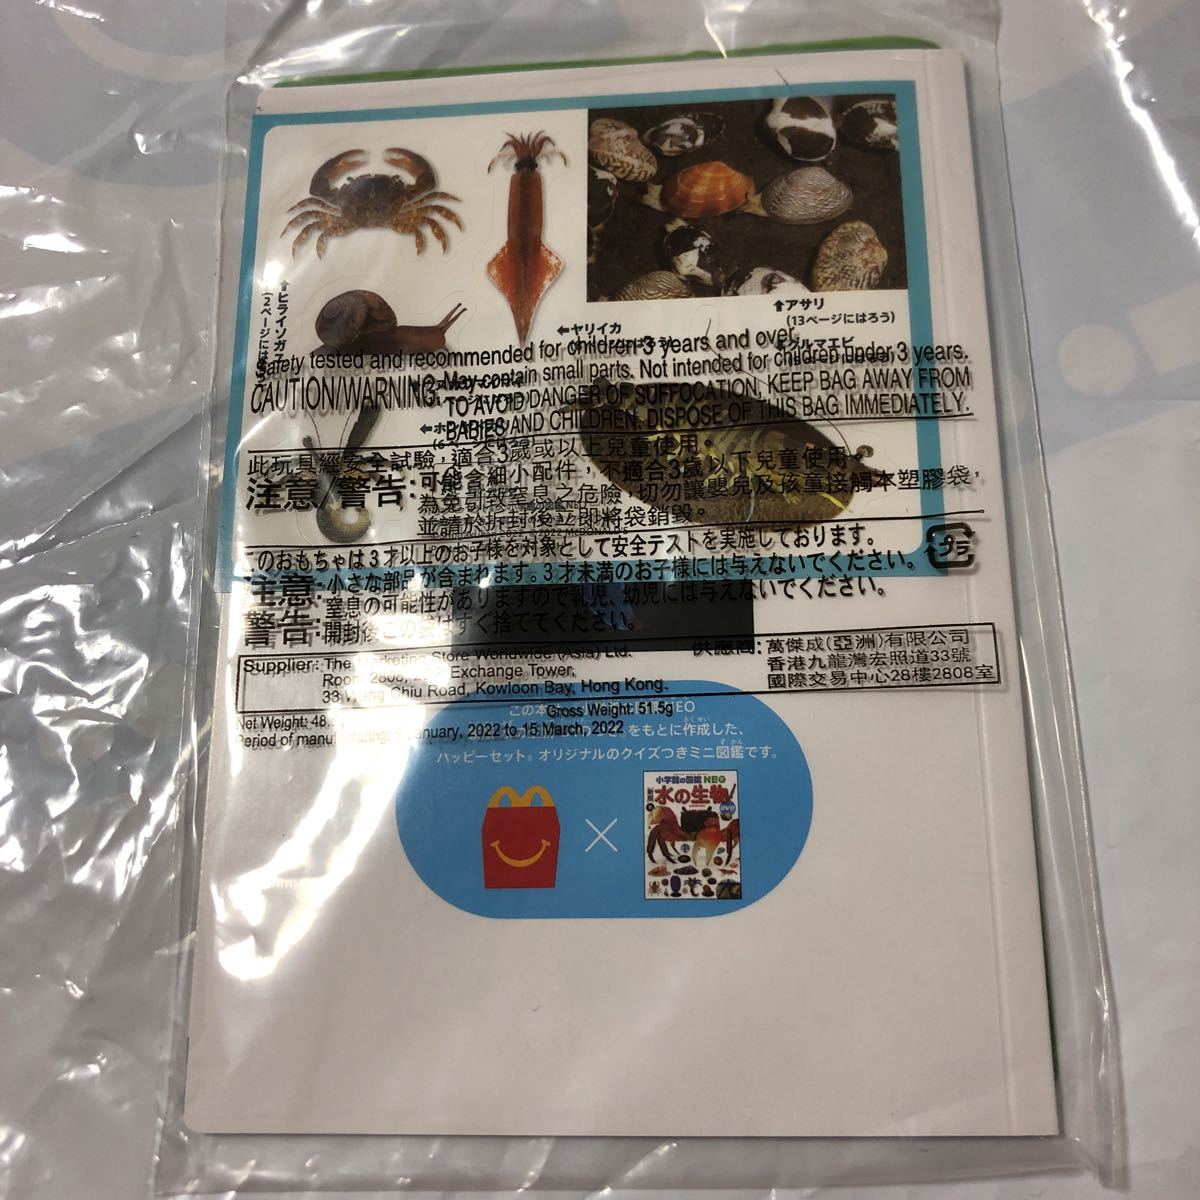 ↑アサリ
(13ページにはろう)
←ヤリイカ
↑クルマエビ
↑ヒライソガニ
Safety tested and recommended for children 3 years and over.
CAUTION/WARNING: May contain small parts. Not intended for children under 3 years.
TO AVOID DANGER OF SUFFOCATION, KEEP BAG AWAY FROM
BABIES AND CHILDREN. DISPOSE OF THIS BAG IMMEDIATELY.
此玩具經安全試驗，適合3歲或以上兒童使用。
注意/警告:可能含細小配件，不適合3歲以下兒童使用。
為免引致窒息之危險，切勿讓嬰兒及孩童接觸本塑膠袋，
並請於拆封後立即將袋銷毀。
プラ
このおもちゃは3才以上のお子様を対象として安全テストを実施しております。
注意:小さな部品が含まれます。3才未満のお子様には与えないでください。
警告:窒息の可能性がありますので乳児、幼児には与えないでください。
開封後この袋はすぐ捨ててください。
Supplier: The Marketing Store Worldwide (Asia) Ltd.
Room 2808, Exchange Tower,
33 Wang Chiu Road, Kowloon Bay, Hong Kong.
供應商: 萬傑成(亞洲)有限公司
香港九龍灣宏照道33號
國際交易中心28樓2808室
Net Weight: 48. Gross Weight: 51.5g
Period of manufacturing: January, 2022 to 15 March, 2022
この本 NEO
をもとに作成した、
ハッピーセット® オリジナルのクイズつきミニ図鑑です。
×
小学館の図鑑 NEO
水の生物
DVD